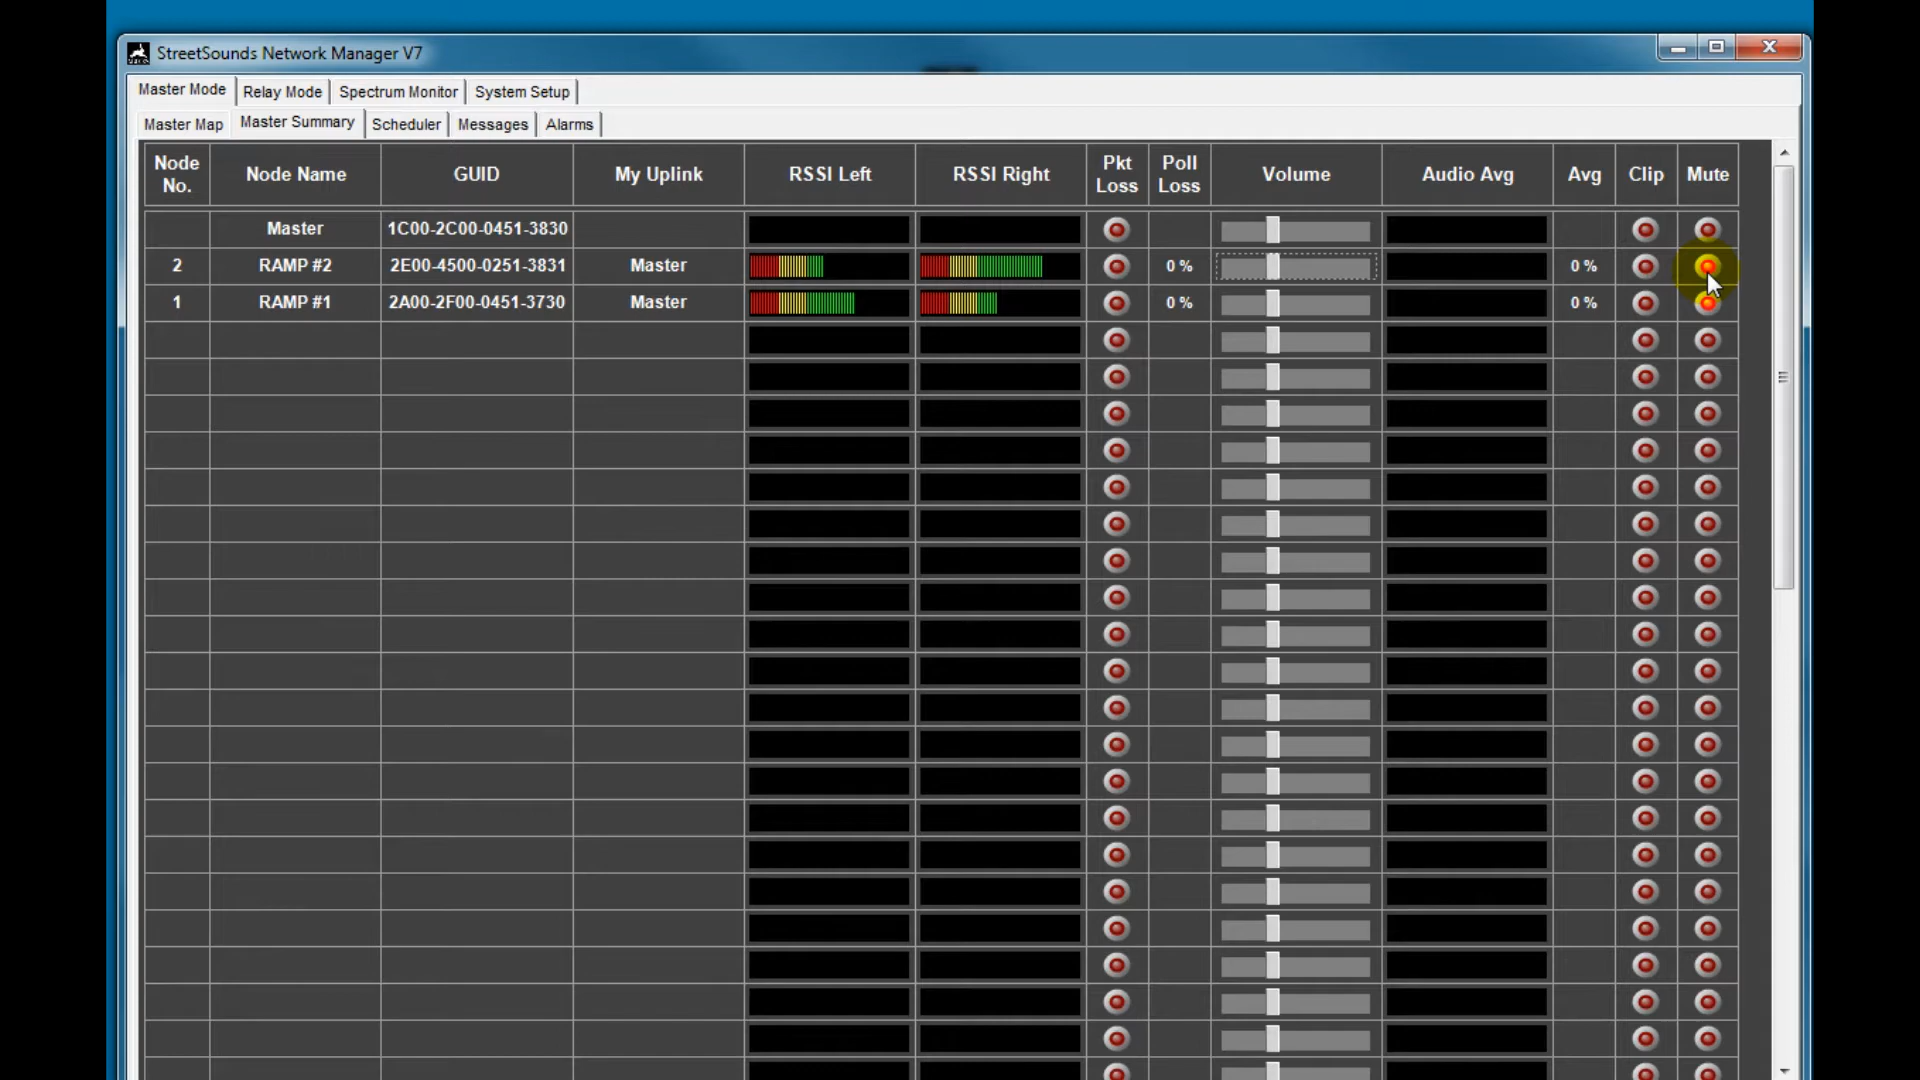 StreetSounds Network Manager V7
Master Mode Relay Mode Spectrum Monitor System Setup
Master Map Master Summary Scheduler Messages Alarms
Node No. Node Name GUID My Uplink RSSI Left RSSI Right Pkt Loss Poll Loss Volume Audio Avg Avg Clip Mute
Master 1C00-2C00-0451-3830
2 RAMP #2 2E00-4500-0251-3831 Master 0 % 0 %
1 RAMP #1 2A00-2F00-0451-3730 Master 0 % 0 %